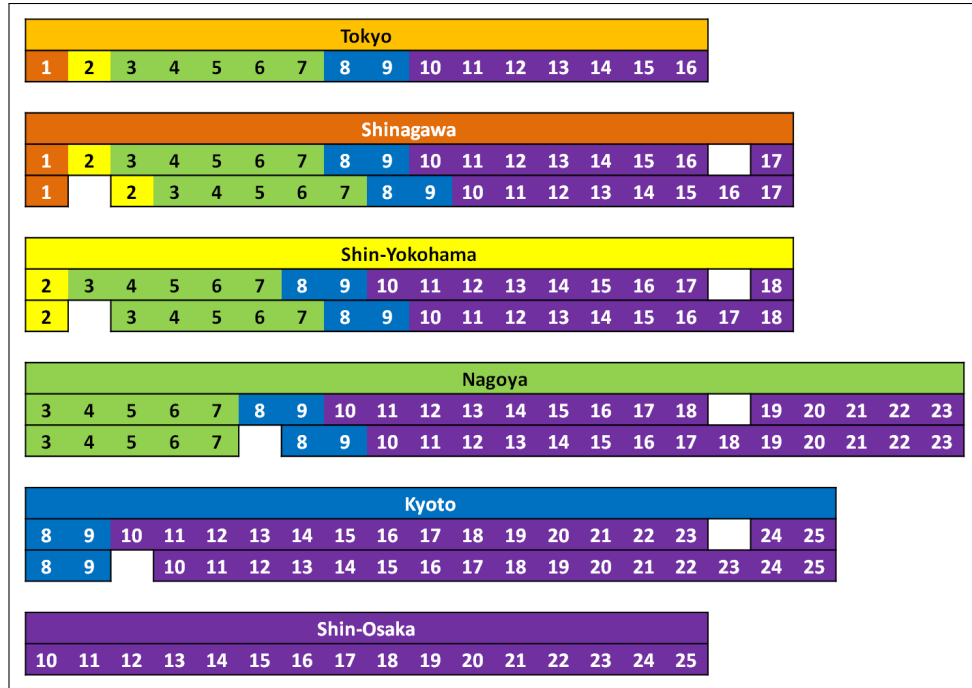 Tokyo
1 2 3 4 5 6 7 8 9 10 11 12 13 14 15 16
Shinagawa
1 2 3 4 5 6 7 8 9 10 11 12 13 14 15 16 17
1 2 3 4 5 6 7 8 9 10 11 12 13 14 15 16 17
Shin-Yokohama
2 3 4 5 6 7 8 9 10 11 12 13 14 15 16 17 18
2 3 4 5 6 7 8 9 10 11 12 13 14 15 16 17 18
Nagoya
3 4 5 6 7 8 9 10 11 12 13 14 15 16 17 18 19 20 21 22 23
3 4 5 6 7 8 9 10 11 12 13 14 15 16 17 18 19 20 21 22 23
Kyoto
8 9 10 11 12 13 14 15 16 17 18 19 20 21 22 23 24 25
8 9 10 11 12 13 14 15 16 17 18 19 20 21 22 23 24 25
Shin-Osaka
10 11 12 13 14 15 16 17 18 19 20 21 22 23 24 25